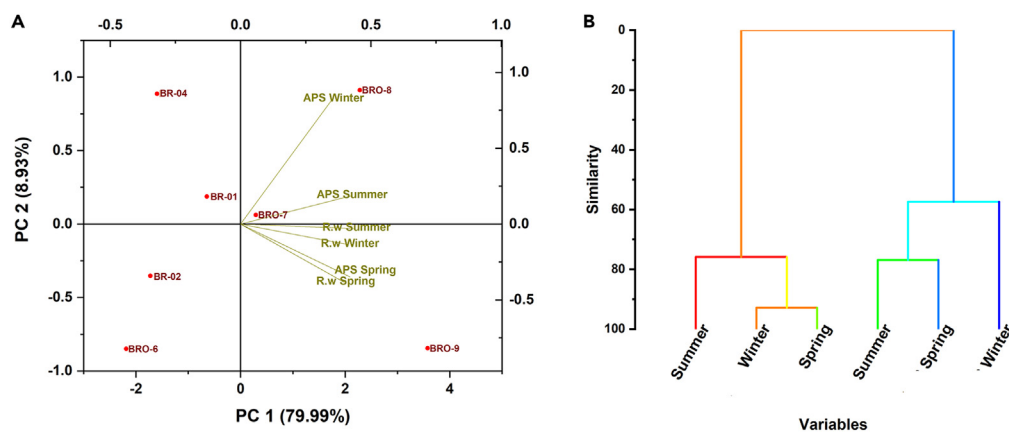 A
-0.5 0.0 0.5 1.0
1.0
0.5
0.0
-0.5
-1.0
PC 2 (8.93%)
1.0
0.5
0.0
-0.5
BR-04
BRO-8
APS Winter
BR-01
APS Summer
BRO-7
R.w Summer
R.w Winter
BR-02
APS Spring
R.w Spring
BRO-6
BRO-9
-2 0 2 4
PC 1 (79.99%)
B
0
20
40
60
80
100
Similarity
Summer Winter Spring Summer Spring Winter
Variables